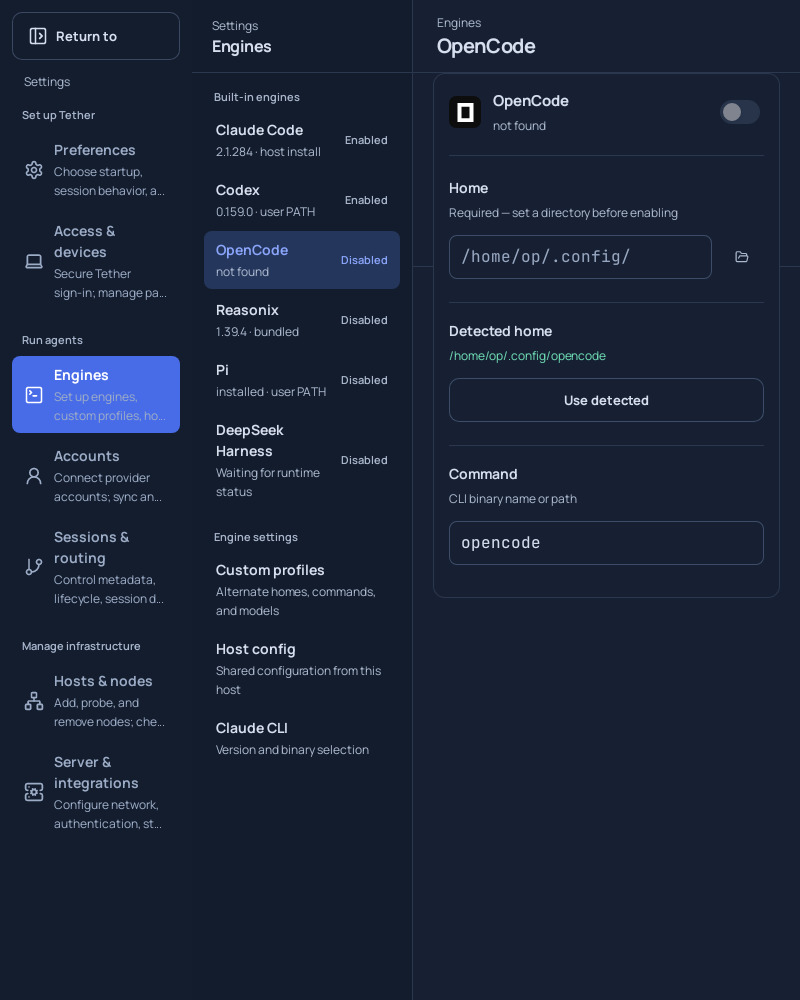 Return to
Settings
Set up Tether
Preferences
Choose startup,
session behavior, a...
Access &
devices
Secure Tether
sign-in; manage pa...
Run agents
Engines
Set up engines,
custom profiles, ho...
Accounts
Connect provider
accounts; sync an...
Sessions &
routing
Control metadata,
lifecycle, session d...
Manage infrastructure
Hosts & nodes
Add, probe, and
remove nodes; che...
Server &
integrations
Configure network,
authentication, st...
Settings
Engines
Built-in engines
Claude Code
2.1.284 · host install
Enabled
Codex
0.159.0 · user PATH
Enabled
OpenCode
not found
Disabled
Reasonix
1.39.4 · bundled
Disabled
Pi
installed · user PATH
Disabled
DeepSeek
Harness
Waiting for runtime
status
Disabled
Engine settings
Custom profiles
Alternate homes, commands,
and models
Host config
Shared configuration from this
host
Claude CLI
Version and binary selection
Engines
OpenCode
OpenCode
not found
Home
Required — set a directory before enabling
/home/op/.config/
Detected home
/home/op/.config/opencode
Use detected
Command
CLI binary name or path
opencode